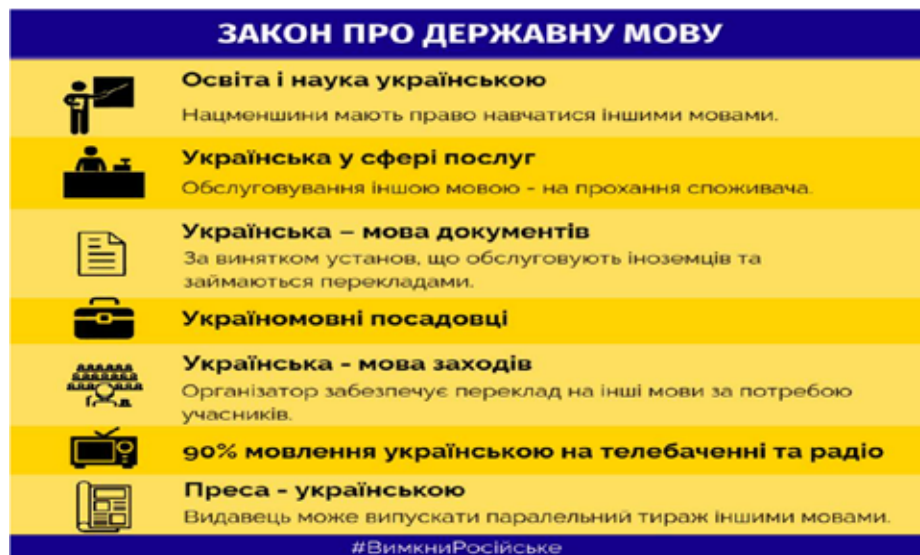 ЗАКОН ПРО ДЕРЖАВНУ МОВУ
Освіта і наука українською
Нацменшини мають право навчатися іншими мовами.
Українська у сфері послуг
Обслуговування іншою мовою - на прохання споживача.
Українська – мова документів
За винятком установ, що обслуговують іноземців та
займаються перекладами.
Україномовні посадовці
Українська - мова заходів
Організатор забезпечує переклад на інші мови за потребою
учасників.
90% мовлення українською на телебаченні та радіо
Преса - українською
Видавець може випускати паралельний тираж іншими мовами.
#ВимкниРосійське